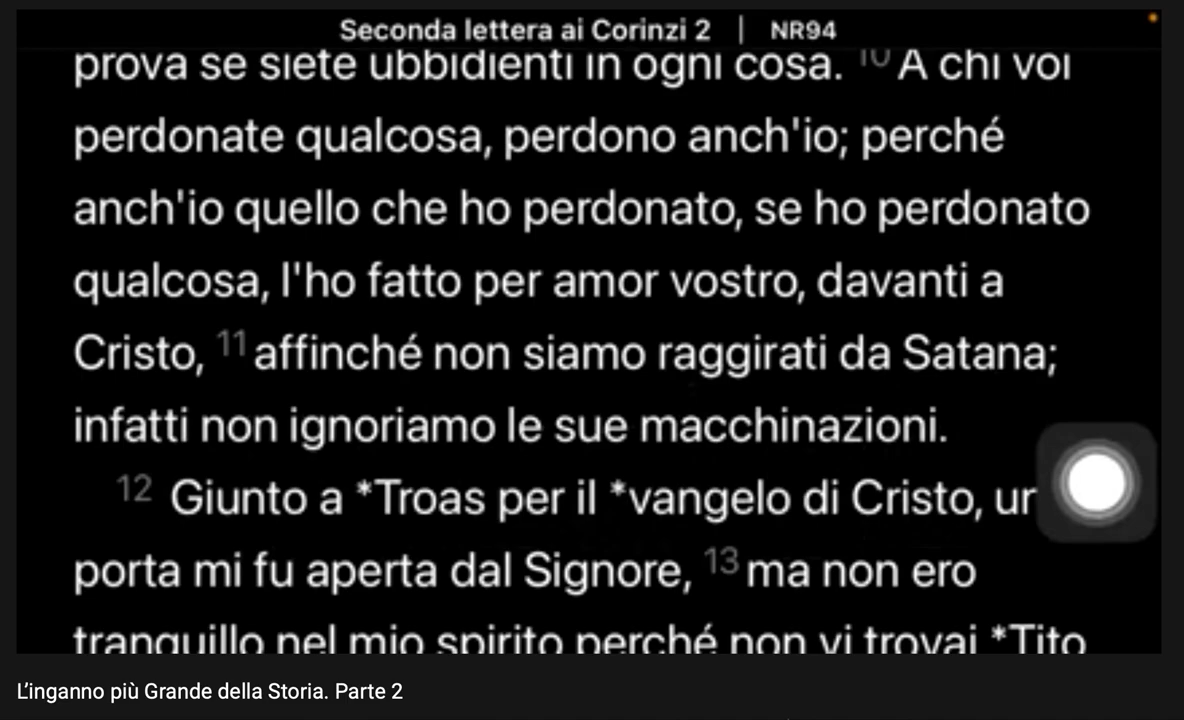 Seconda lettera ai Corinzi 2 | NR94
prova se siete ubbidienti in ogni cosa. 10 A chi voi
perdonate qualcosa, perdono anch'io; perché
anch'io quello che ho perdonato, se ho perdonato
qualcosa, l'ho fatto per amor vostro, davanti a
Cristo, 11 affinché non siamo raggirati da Satana;
infatti non ignoriamo le sue macchinazioni.
12 Giunto a *Troas per il *vangelo di Cristo,
porta mi fu aperta dal Signore, 13 ma non ero
tranquillo nel mio spirito perché non vi trovai *Tito
L'inganno più Grande della Storia. Parte 2